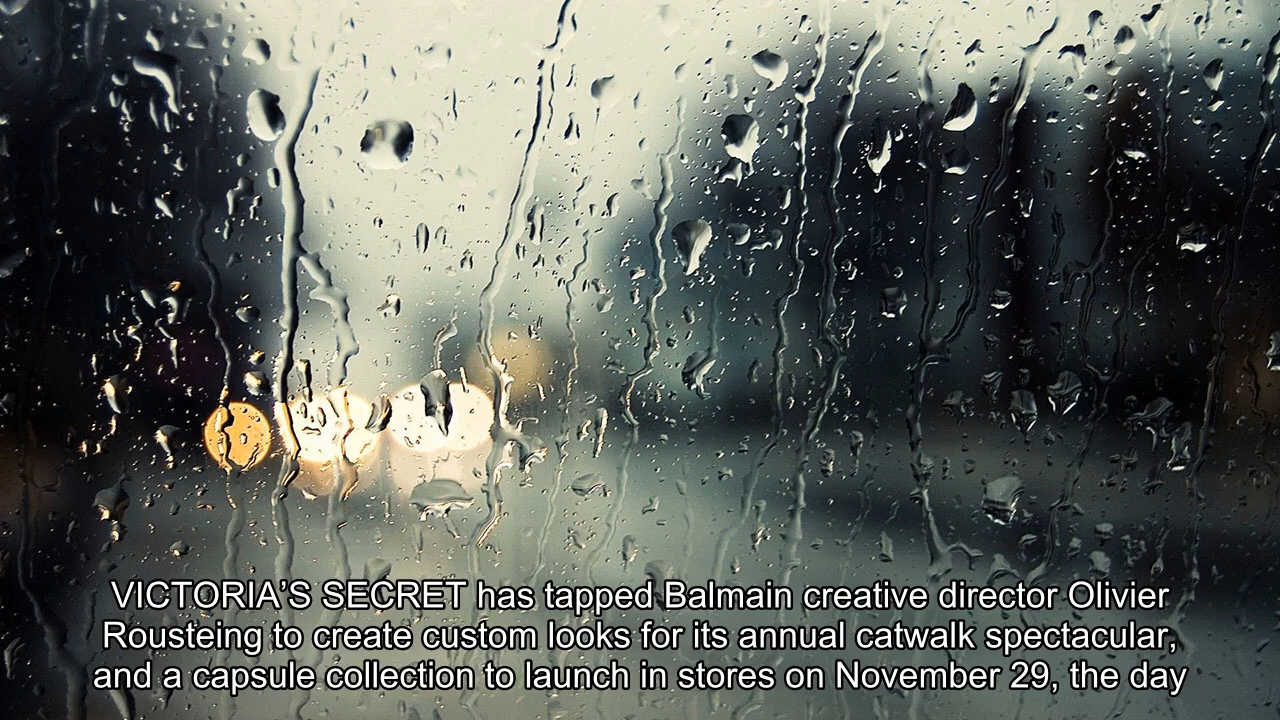 VICTORIA’S SECRET has tapped Balmain creative director Olivier
Rousteing to create custom looks for its annual catwalk spectacular,
and a capsule collection to launch in stores on November 29, the day